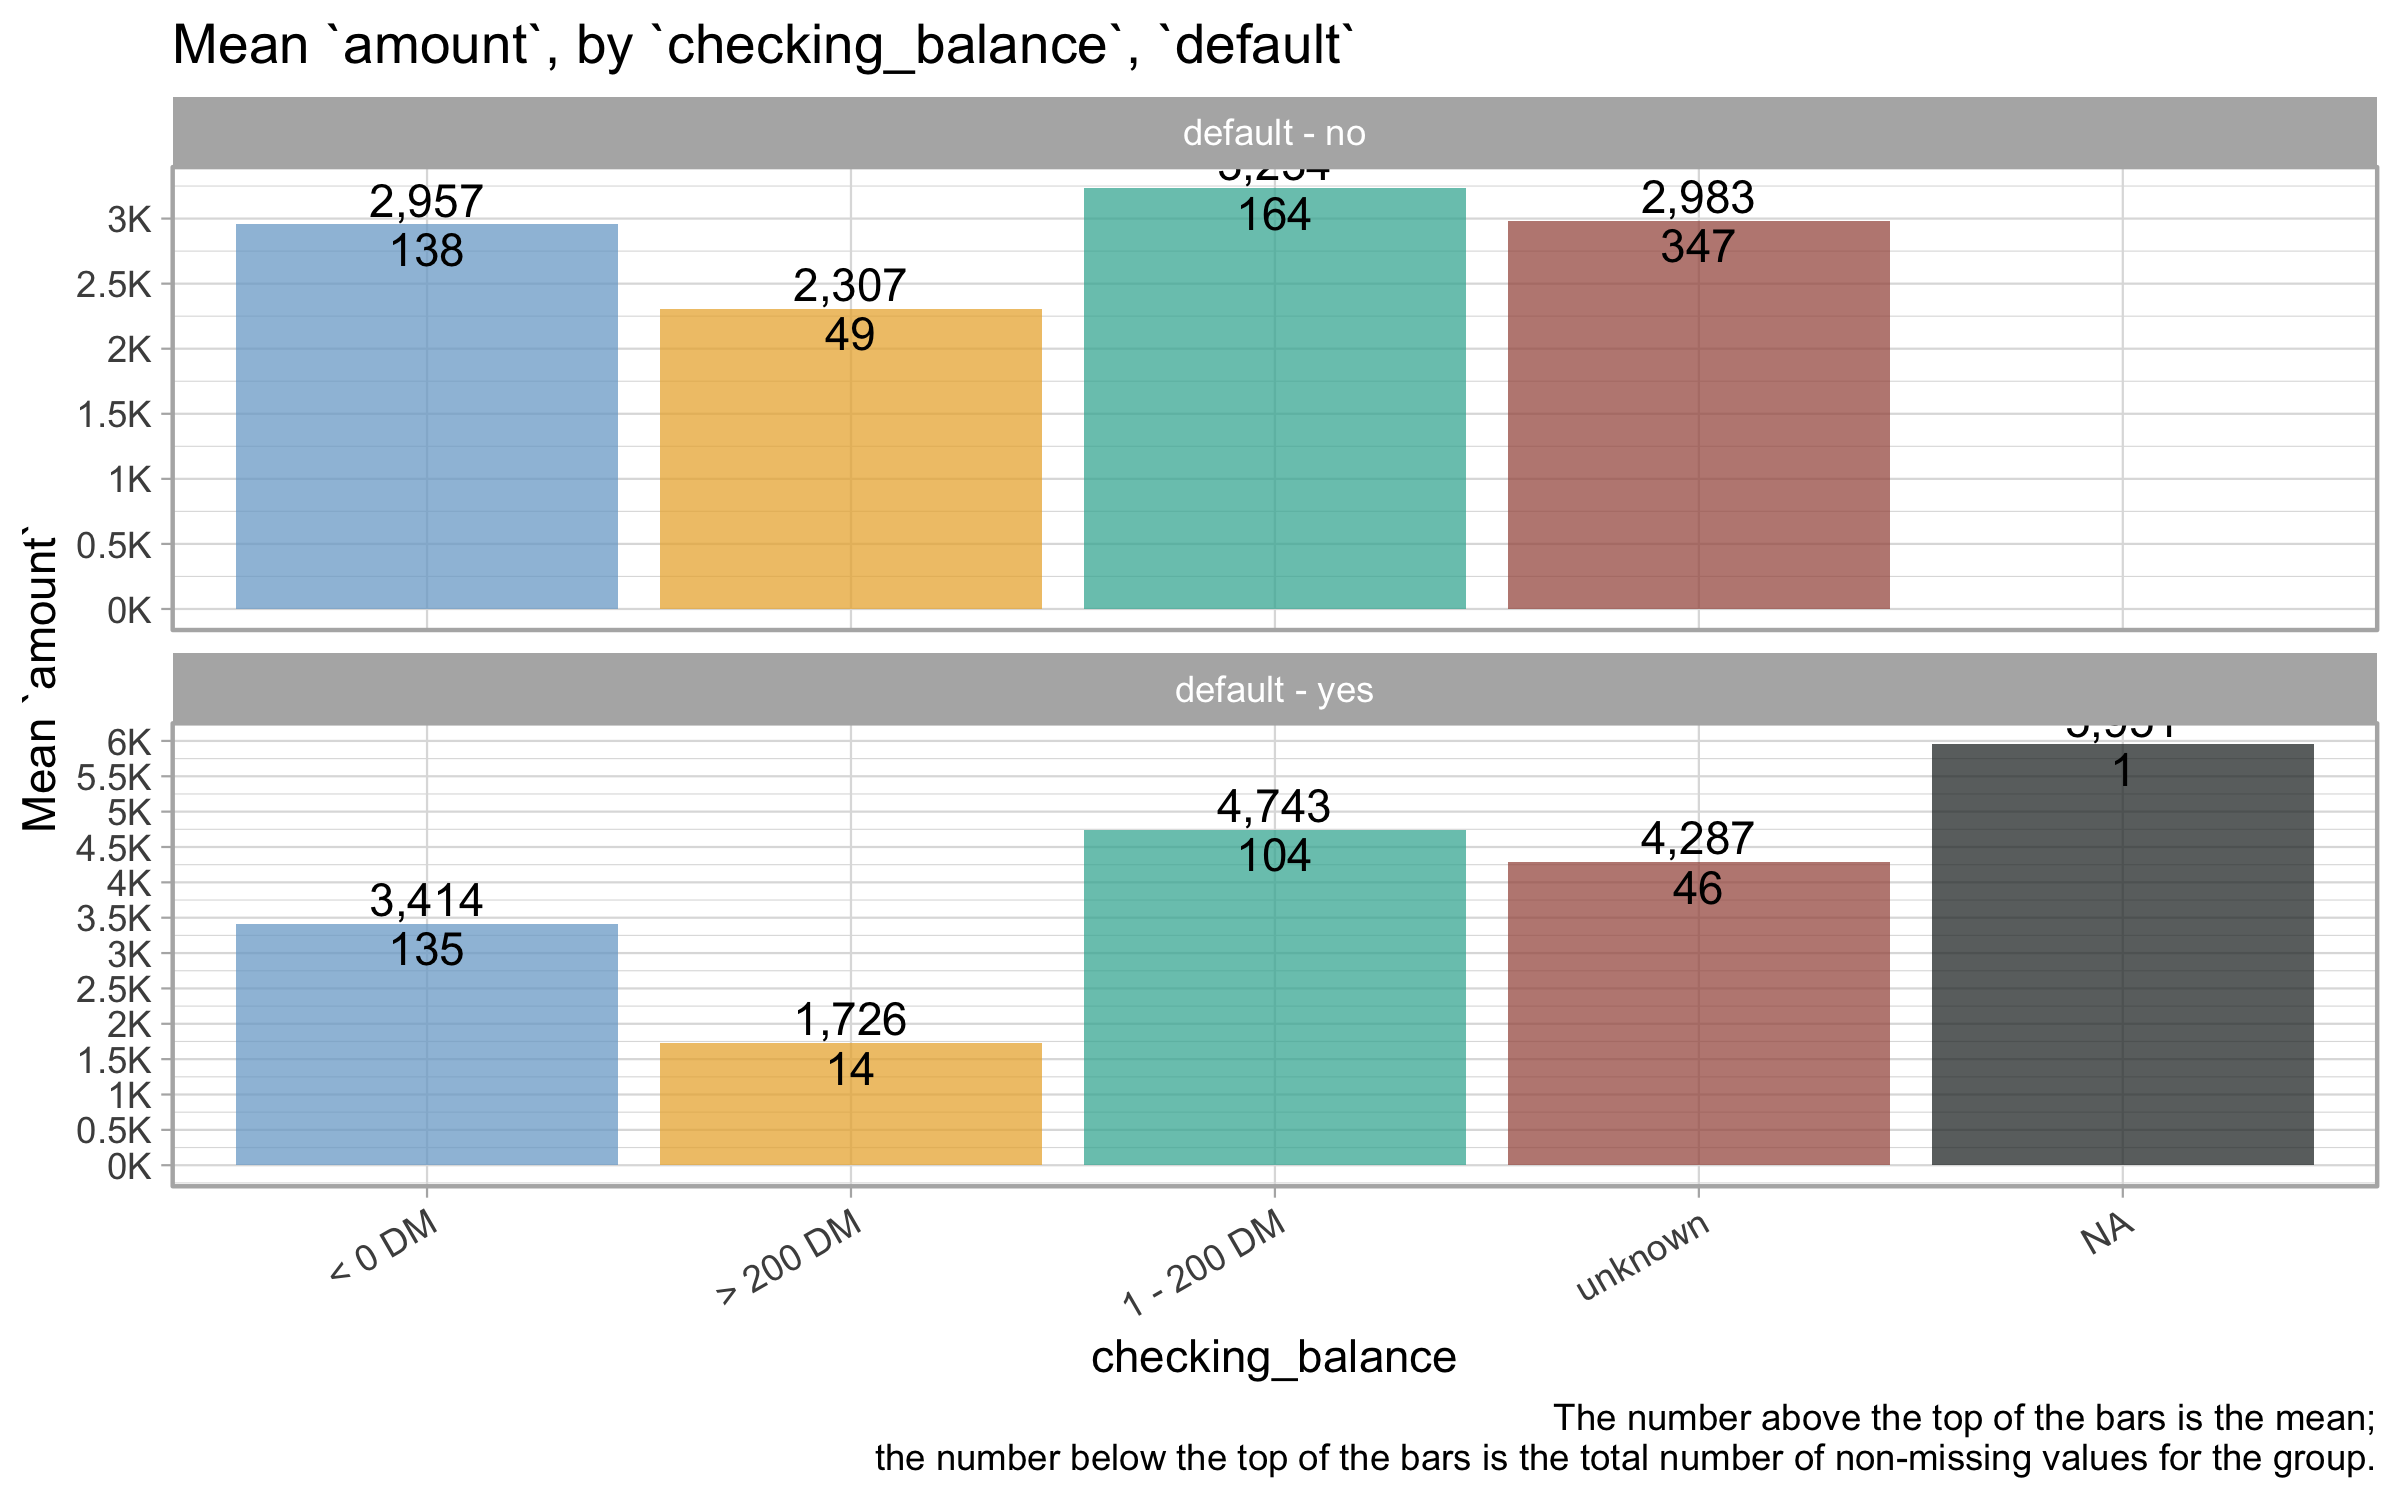 Mean `amount`, by `checking_balance`, `default`
default - no
2,957
138
2,307
49
164
2,983
347
3K
2.5K
2K
1.5K
1K
0.5K
0K
Mean `amount`
default - yes
1
4,743
104
4,287
46
3,414
135
1,726
14
6K
5.5K
5K
4.5K
4K
3.5K
3K
2.5K
2K
1.5K
1K
0.5K
0K
< 0 DM
> 200 DM
1 - 200 DM
unknown
NA
checking_balance
The number above the top of the bars is the mean;
the number below the top of the bars is the total number of non-missing values for the group.